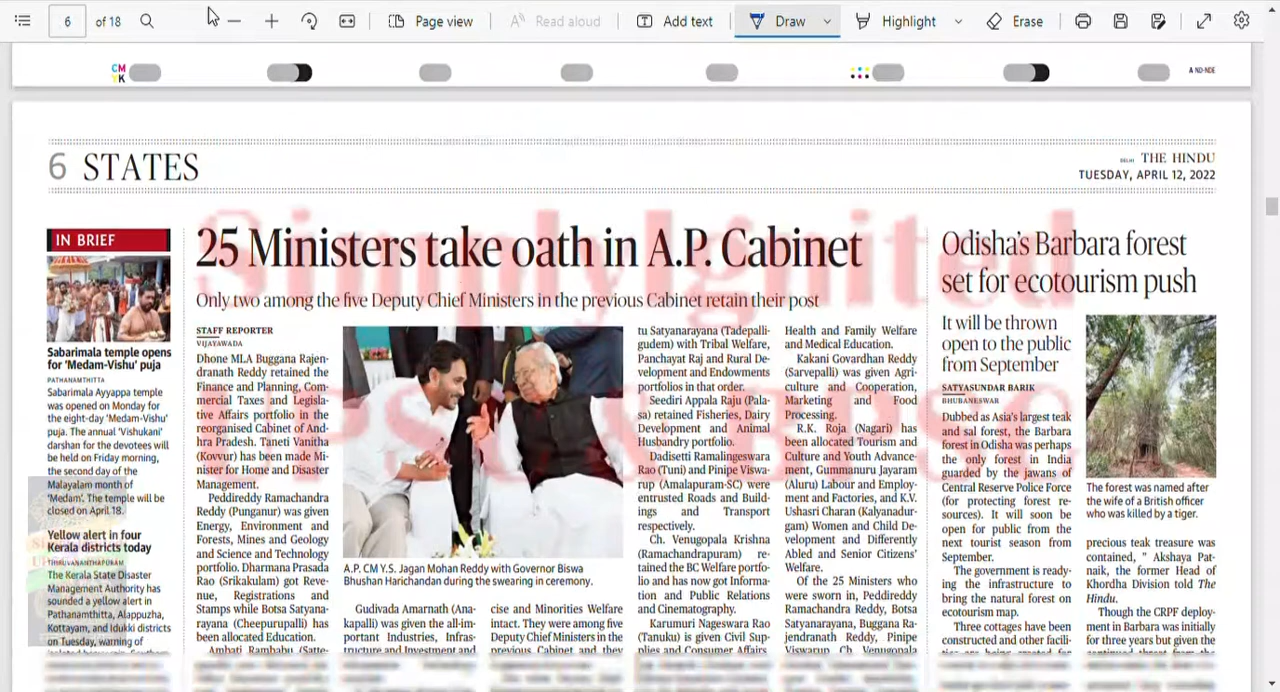 6
of 18
Page view
Read aloud
Add text
Draw
Highlight
Erase
CM
YK
A ND-NDE
6 STATES
DELHI THE HINDU
TUESDAY, APRIL 12, 2022
Simply Ignited
IN BRIEF
Sabarimala temple opens
for ‘Medam-Vishu’ puja
PATHANAMTHITTA
Sabarimala Ayyappa temple
was opened on Monday for
the eight-day ‘Medam-Vishu’
puja. The annual ‘Vishukani’
darshan for the devotees will
be held on Friday morning,
the second day of the
Malayalam month of
‘Medam’. The temple will be
closed on April 18.
Yellow alert in four
Kerala districts today
THIRUVANANTHAPURAM
The Kerala State Disaster
Management Authority has
sounded a yellow alert in
Pathanamthitta, Alappuzha,
Kottayam, and Idukki districts
on Tuesday, warning of
25 Ministers take oath in A.P. Cabinet
Only two among the five Deputy Chief Ministers in the previous Cabinet retain their post
STAFF REPORTER
VIJAYAWADA
Dhone MLA Buggana Rajen-
dranath Reddy retained the
Finance and Planning, Com-
mercial Taxes and Legisla-
tive Affairs portfolio in the
reorganised Cabinet of And-
hra Pradesh. Taneti Vanitha
(Kovvur) has been made Mi-
nister for Home and Disaster
Management.
Peddireddy Ramachandra
Reddy (Punganur) was given
Energy, Environment and
Forests, Mines and Geology
and Science and Technology
portfolio. Dharmana Prasada
Rao (Srikakulam) got Reve-
nue, Registrations and
Stamps while Botsa Satyana-
rayana (Cheepurupalli) has
been allocated Education.
Ambati Rambabu (Satte-
A.P. CM Y.S. Jagan Mohan Reddy with Governor Biswa
Bhushan Harichandan during the swearing in ceremony.
Gudivada Amarnath (Ana-
kapalli) was given the all-im-
portant Industries, Infras-
tructure and Investment and
cise and Minorities Welfare
intact. They were among five
Deputy Chief Ministers in the
previous Cabinet and they
tu Satyanarayana (Tadepalli-
gudem) with Tribal Welfare,
Panchayat Raj and Rural De-
velopment and Endowments
portfolios in that order.
Seediri Appala Raju (Pala-
sa) retained Fisheries, Dairy
Development and Animal
Husbandry portfolio.
Dadisetti Ramalingeswara
Rao (Tuni) and Pinipe Viswa-
rup (Amalapuram-SC) were
entrusted Roads and Build-
ings and Transport
respectively.
Ch. Venugopala Krishna
(Ramachandrapuram) re-
tained the BC Welfare portfo-
lio and has now got Informa-
tion and Public Relations
and Cinematography.
Karumuri Nageswara Rao
(Tanuku) is given Civil Sup-
plies and Consumer Affairs
Health and Family Welfare
and Medical Education.
Kakani Govardhan Reddy
(Sarvepalli) was given Agri-
culture and Cooperation,
Marketing and Food
Processing.
R.K. Roja (Nagari) has
been allocated Tourism and
Culture and Youth Advance-
ment, Gummanuru Jayaram
(Aluru) Labour and Employ-
ment and Factories, and K.V.
Ushasri Charan (Kalyanadur-
gam) Women and Child De-
velopment and Differently
Abled and Senior Citizens’
Welfare.
Of the 25 Ministers who
were sworn in, Peddireddy
Ramachandra Reddy, Botsa
Satyanarayana, Buggana Ra-
jendranath Reddy, Pinipe
Viswarup Ch Venugopala
Odisha’s Barbara forest
set for ecotourism push
It will be thrown
open to the public
from September
SATYASUNDAR BARIK
BHUBANESWAR
Dubbed as Asia’s largest teak
and sal forest, the Barbara
forest in Odisha was perhaps
the only forest in India
guarded by the jawans of
Central Reserve Police Force
(for protecting forest re-
sources). It will soon be
open for public from the
next tourist season from
September.
The government is ready-
ing the infrastructure to
bring the natural forest on
ecotourism map.
Three cottages have been
constructed and other facili-
The forest was named after
the wife of a British officer
who was killed by a tiger.
precious teak treasure was
contained, " Akshaya Pat-
naik, the former Head of
Khordha Division told The
Hindu.
Though the CRPF deploy-
ment in Barbara was initially
for three years but given the